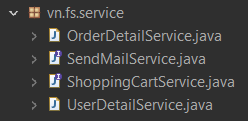 vn.fs.service
OrderDetailService.java
SendMailService.java
ShoppingCartService.java
UserDetailService.java